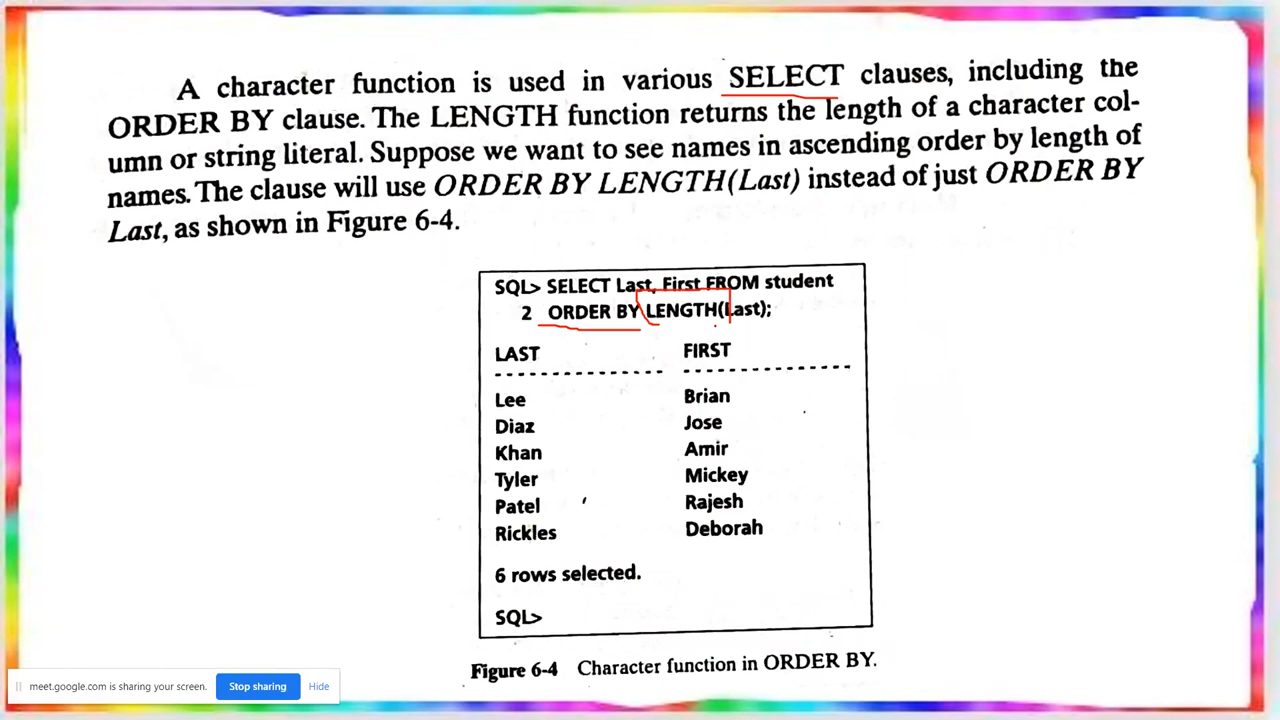 A character function is used in various SELECT clauses, including the
ORDER BY clause. The LENGTH function returns the length of a character col-
umn or string literal. Suppose we want to see names in ascending order by length of
names. The clause will use ORDER BY LENGTH(Last) instead of just ORDER BY
Last, as shown in Figure 6-4.
SQL> SELECT Last, First FROM student
2 ORDER BY LENGTH(Last);
LAST FIRST
--------------- ---------------
Lee Brian
Diaz Jose
Khan Amir
Tyler Mickey
Patel Rajesh
Rickles Deborah
6 rows selected.
SQL>
Figure 6-4 Character function in ORDER BY.
meet.google.com is sharing your screen. Stop sharing Hide